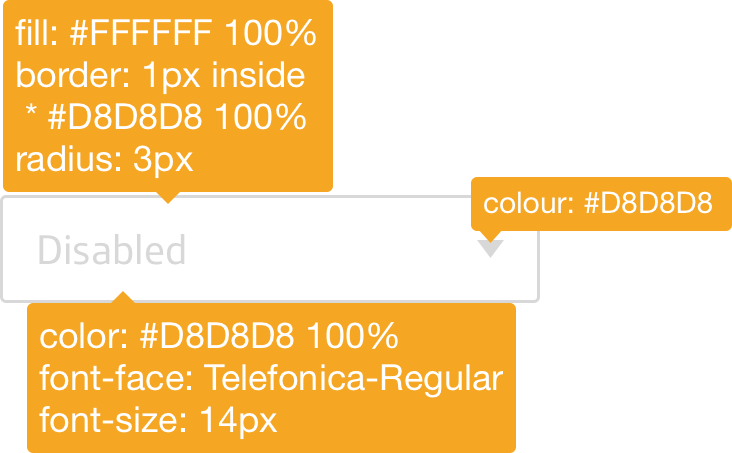 fill: #FFFFFF 100%
border: 1px inside
* #D8D8D8 100%
radius: 3px
colour: #D8D8D8
Disabled
color: #D8D8D8 100%
font-face: Telefonica-Regular
font-size: 14px